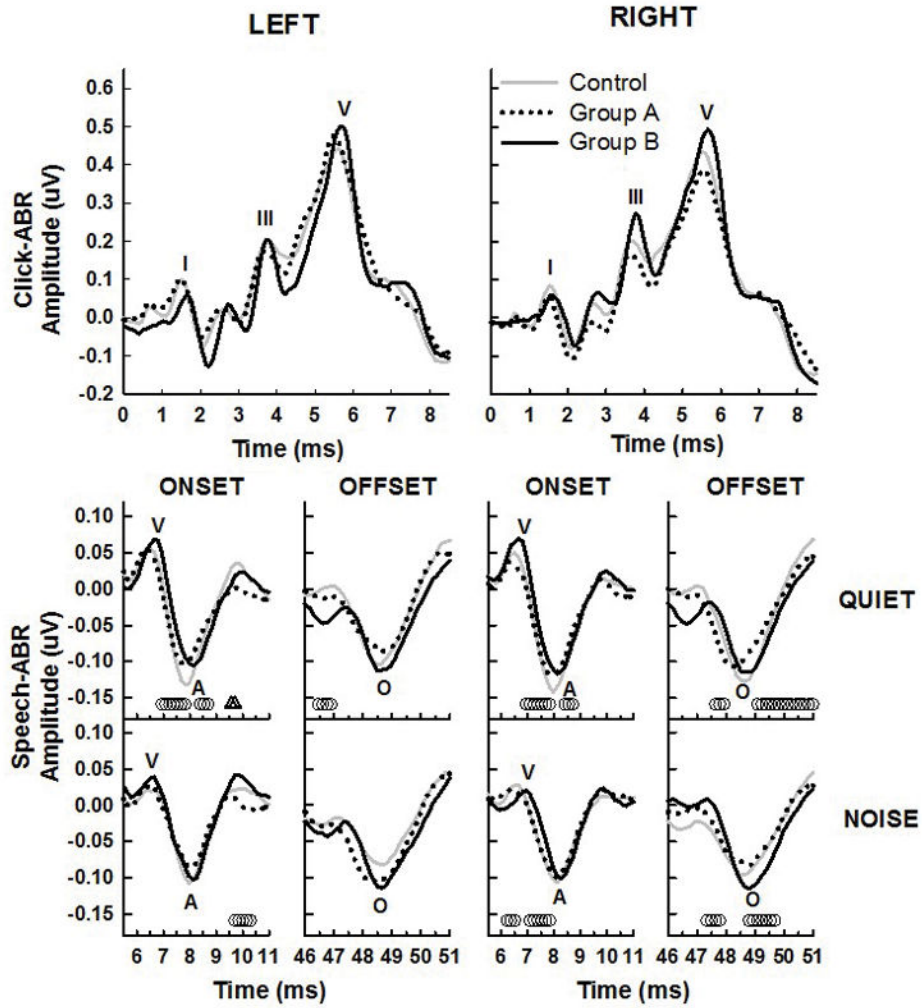 LEFT
RIGHT
Click-ABR
Amplitude (uV)
0.6
0.5
0.4
0.3
0.2
0.1
0.0
-0.1
-0.2
I
III
V
0 1 2 3 4 5 6 7 8
Time (ms)
Control
Group A
Group B
I
III
V
0 1 2 3 4 5 6 7 8
Time (ms)
Speech-ABR
Amplitude (uV)
ONSET
OFFSET
ONSET
OFFSET
0.10
0.05
0.00
-0.05
-0.10
-0.15
V
A
O
V
A
O
QUIET
0.10
0.05
0.00
-0.05
-0.10
-0.15
V
A
O
V
A
O
NOISE
6 7 8 9 10 11
46 47 48 49 50 51
6 7 8 9 10 11
46 47 48 49 50 51
Time (ms)
Time (ms)